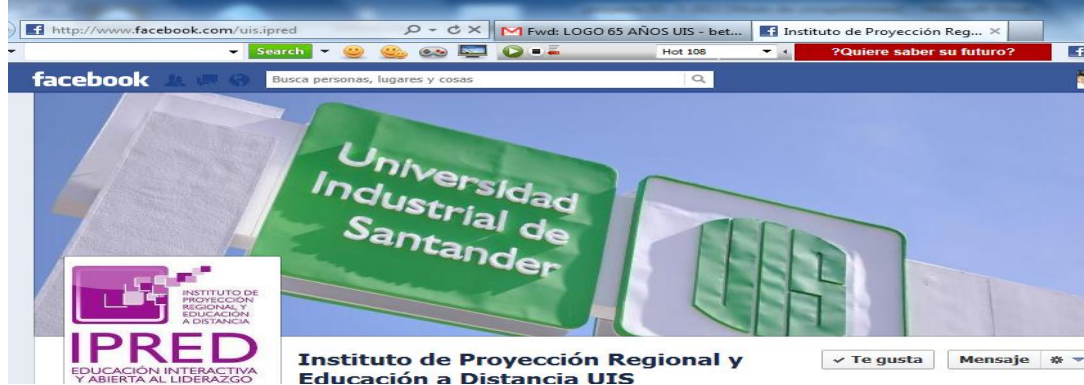 http://www.facebook.com/uis.ipred
Fwd: LOGO 65 AÑOS UIS - bet...
Instituto de Proyección Reg...
Search
Hot 108
?Quiere saber su futuro?
facebook
Busca personas, lugares y cosas
Universidad
Industrial de
Santander
UIS
INSTITUTO DE
PROYECCIÓN
REGIONAL Y
EDUCACIÓN
A DISTANCIA
IPRED
EDUCACIÓN INTERACTIVA
Y ABIERTA AL LIDERAZGO
Instituto de Proyección Regional y
Educación a Distancia UIS
Te gusta
Mensaje